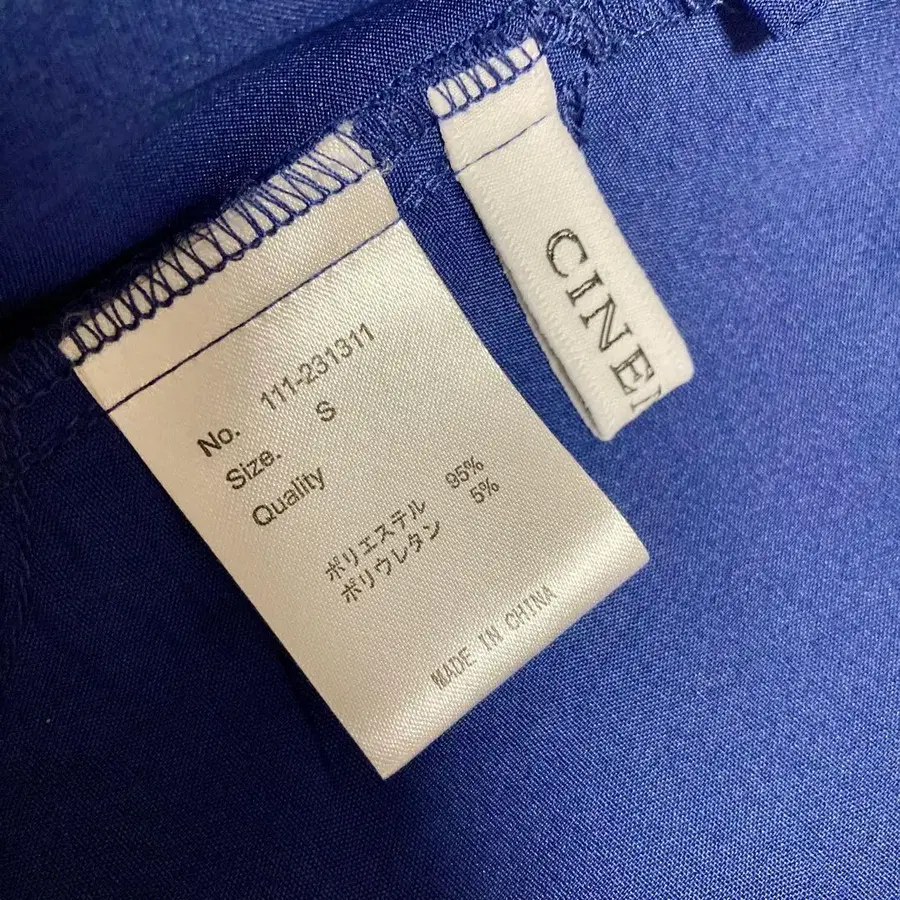 No. 111-231311
Size. S
Quality
ポリエステル 95%
ポリウレタン 5%
MADE IN CHINA
CINE